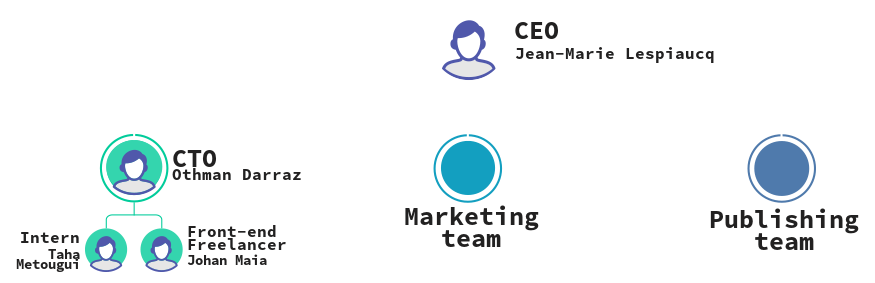 CEO
Jean-Marie Lespiaucq
CTO
Othman Darraz
Intern
Taha
Metougui
Front-end
Freelancer
Johan Maia
Marketing
team
Publishing
team